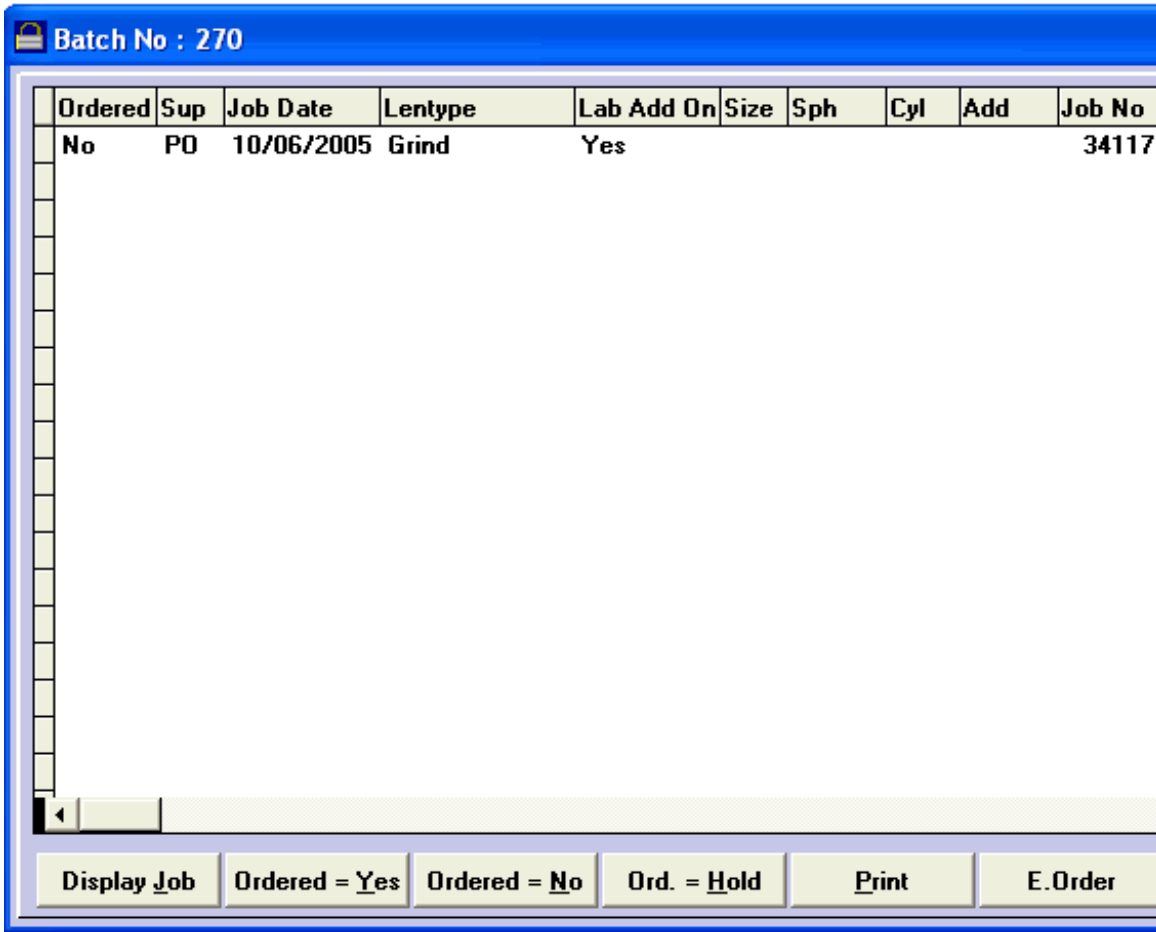 Batch No : 270
Ordered Sup Job Date Lentype Lab Add On Size Sph Cyl Add Job No
No PO 10/06/2005 Grind Yes 34117
Display Job Ordered = Yes Ordered = No Ord. = Hold Print E.Order